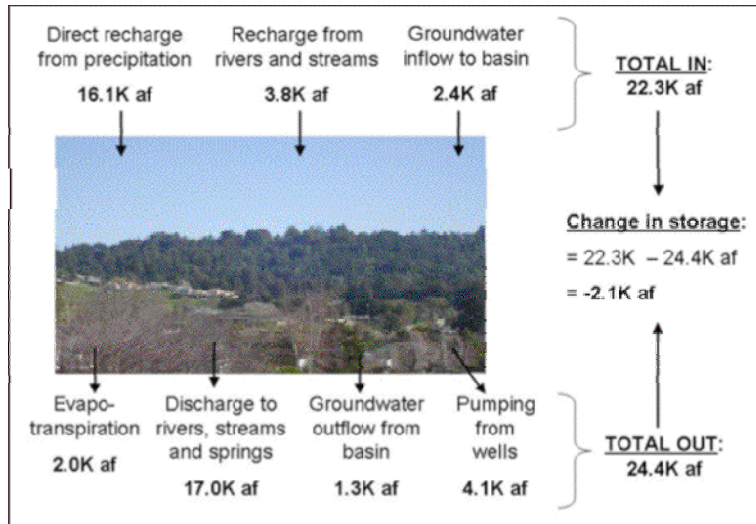 Direct recharge
from precipitation
16.1K af
Recharge from
rivers and streams
3.8K af
Groundwater
inflow to basin
2.4K af
TOTAL IN:
22.3K af
Change in storage:
= 22.3K – 24.4K af
= -2.1K af
Evapo-
transpiration
2.0K af
Discharge to
rivers, streams
and springs
17.0K af
Groundwater
outflow from
basin
1.3K af
Pumping
from
wells
4.1K af
TOTAL OUT:
24.4K af